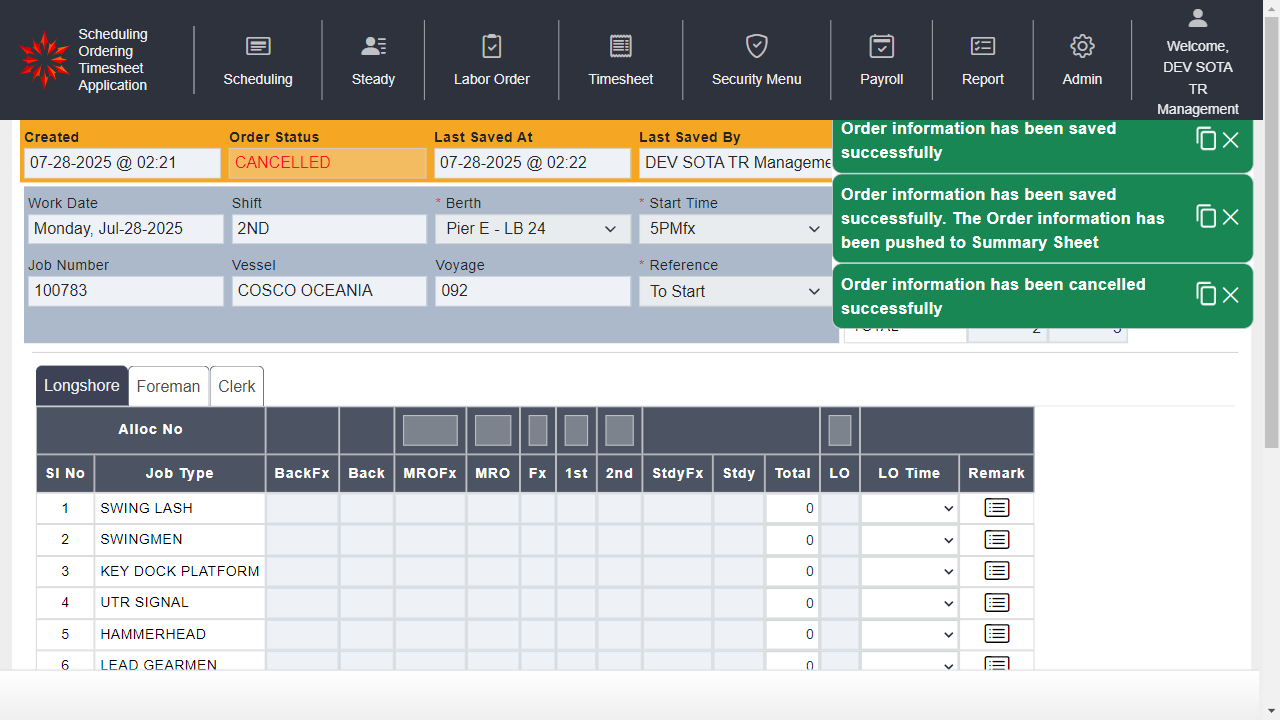 Scheduling
Ordering
Timesheet
Application
Scheduling
Steady
Labor Order
Timesheet
Security Menu
Payroll
Report
Admin
Welcome,
DEV SOTA
TR
Management
Created
Order Status
Last Saved At
Last Saved By
07-28-2025 @ 02:21
CANCELLED
07-28-2025 @ 02:22
DEV SOTA TR Manageme
Order information has been saved
successfully
Order information has been saved
successfully. The Order information has
been pushed to Summary Sheet
Order information has been cancelled
successfully
Work Date
Shift
* Berth
* Start Time
Monday, Jul-28-2025
2ND
Pier E - LB 24
5PMfx
Job Number
Vessel
Voyage
* Reference
100783
COSCO OCEANIA
092
To Start
TOTAL 2 3
Longshore
Foreman
Clerk
Alloc No
SI No Job Type BackFx Back MROFx MRO Fx 1st 2nd StdyFx Stdy Total LO LO Time Remark
1 SWING LASH 0
2 SWINGMEN 0
3 KEY DOCK PLATFORM 0
4 UTR SIGNAL 0
5 HAMMERHEAD 0
6 LEAD GEARMEN 0